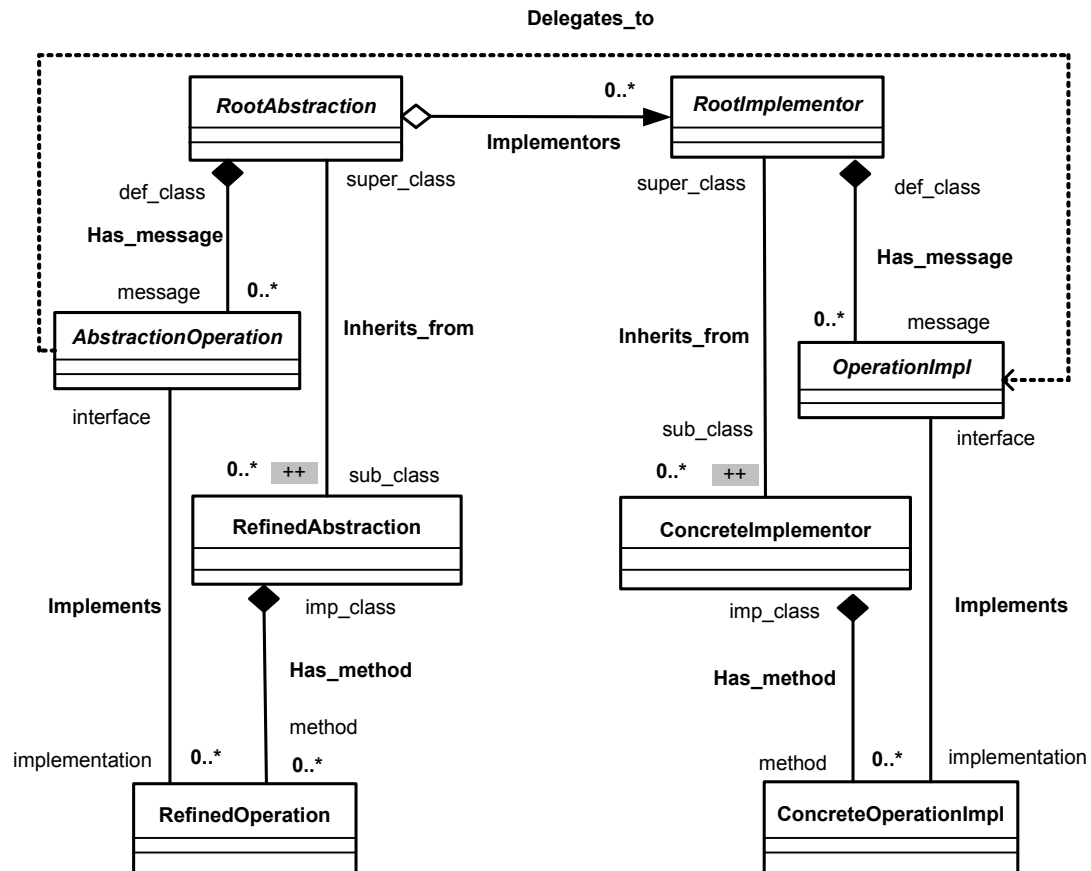 Delegates_to
RootAbstraction
0..*
RootImplementor
Implementors
def_class
super_class
super_class
def_class
Has_message
Has_message
message
0..*
0..*
message
AbstractionOperation
Inherits_from
Inherits_from
OperationImpl
interface
interface
sub_class
0..*
++
sub_class
0..*
++
RefinedAbstraction
ConcreteImplementor
Implements
imp_class
imp_class
Implements
Has_method
Has_method
method
implementation
0..*
0..*
method
0..*
implementation
RefinedOperation
ConcreteOperationImpl